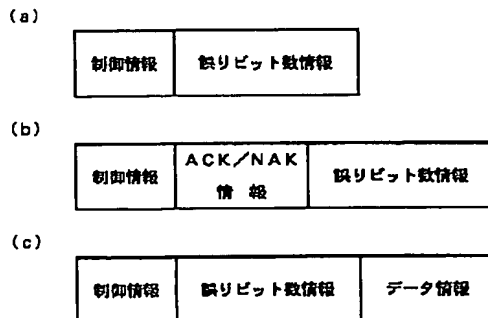 (a)
制御情報 誤りビット数情報
(b)
制御情報 ACK/NAK 情報 誤りビット数情報
(c)
制御情報 誤りビット数情報 データ情報